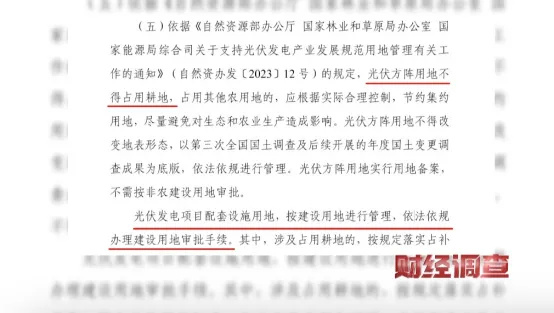 （五）依据《自然资源部办公厅 国家林业和草原局办公室 国
家能源局综合司关于支持光伏发电产业发展规范用地管理有关工
作的通知》（自然资办发〔2023〕12号）的规定，光伏方阵用地不
得占用耕地，占用其他农用地的，应根据实际合理控制，节约集约
用地，尽量避免对生态和农业生产造成影响。光伏方阵用地不得改
变地表形态，以第三次全国国土调查及后续开展的年度国土变更调
查成果为底版，依法依规进行管理。光伏方阵用地实行用地备案，
不需按非农建设用地审批。
光伏发电项目配套设施用地，按建设用地进行管理，依法依规
办理建设用地审批手续。其中，涉及占用耕地的，按规定落实占补
财经调查